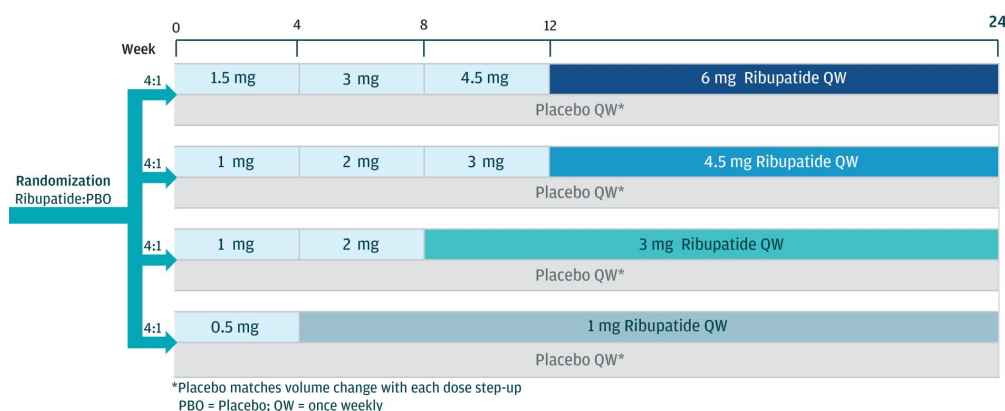 0 4 8 12 24
Week
4:1 1.5 mg 3 mg 4.5 mg 6 mg Ribupatide QW
Placebo QW*
4:1 1 mg 2 mg 3 mg 4.5 mg Ribupatide QW
Placebo QW*
Randomization
Ribupatide:PBO
4:1 1 mg 2 mg 3 mg Ribupatide QW
Placebo QW*
4:1 0.5 mg 1 mg Ribupatide QW
Placebo QW*
*Placebo matches volume change with each dose step-up
PBO = Placebo; QW = once weekly